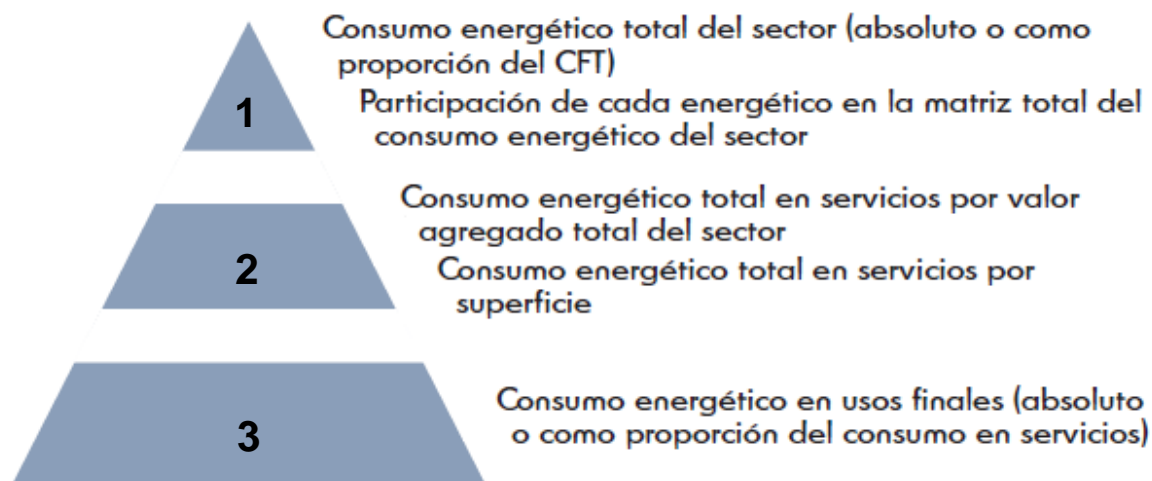 Consumo energético total del sector (absoluto o como
proporción del CFT)
1
Participación de cada energético en la matriz total del
consumo energético del sector
Consumo energético total en servicios por valor
agregado total del sector
2
Consumo energético total en servicios por
superficie
Consumo energético en usos finales (absoluto
o como proporción del consumo en servicios)
3